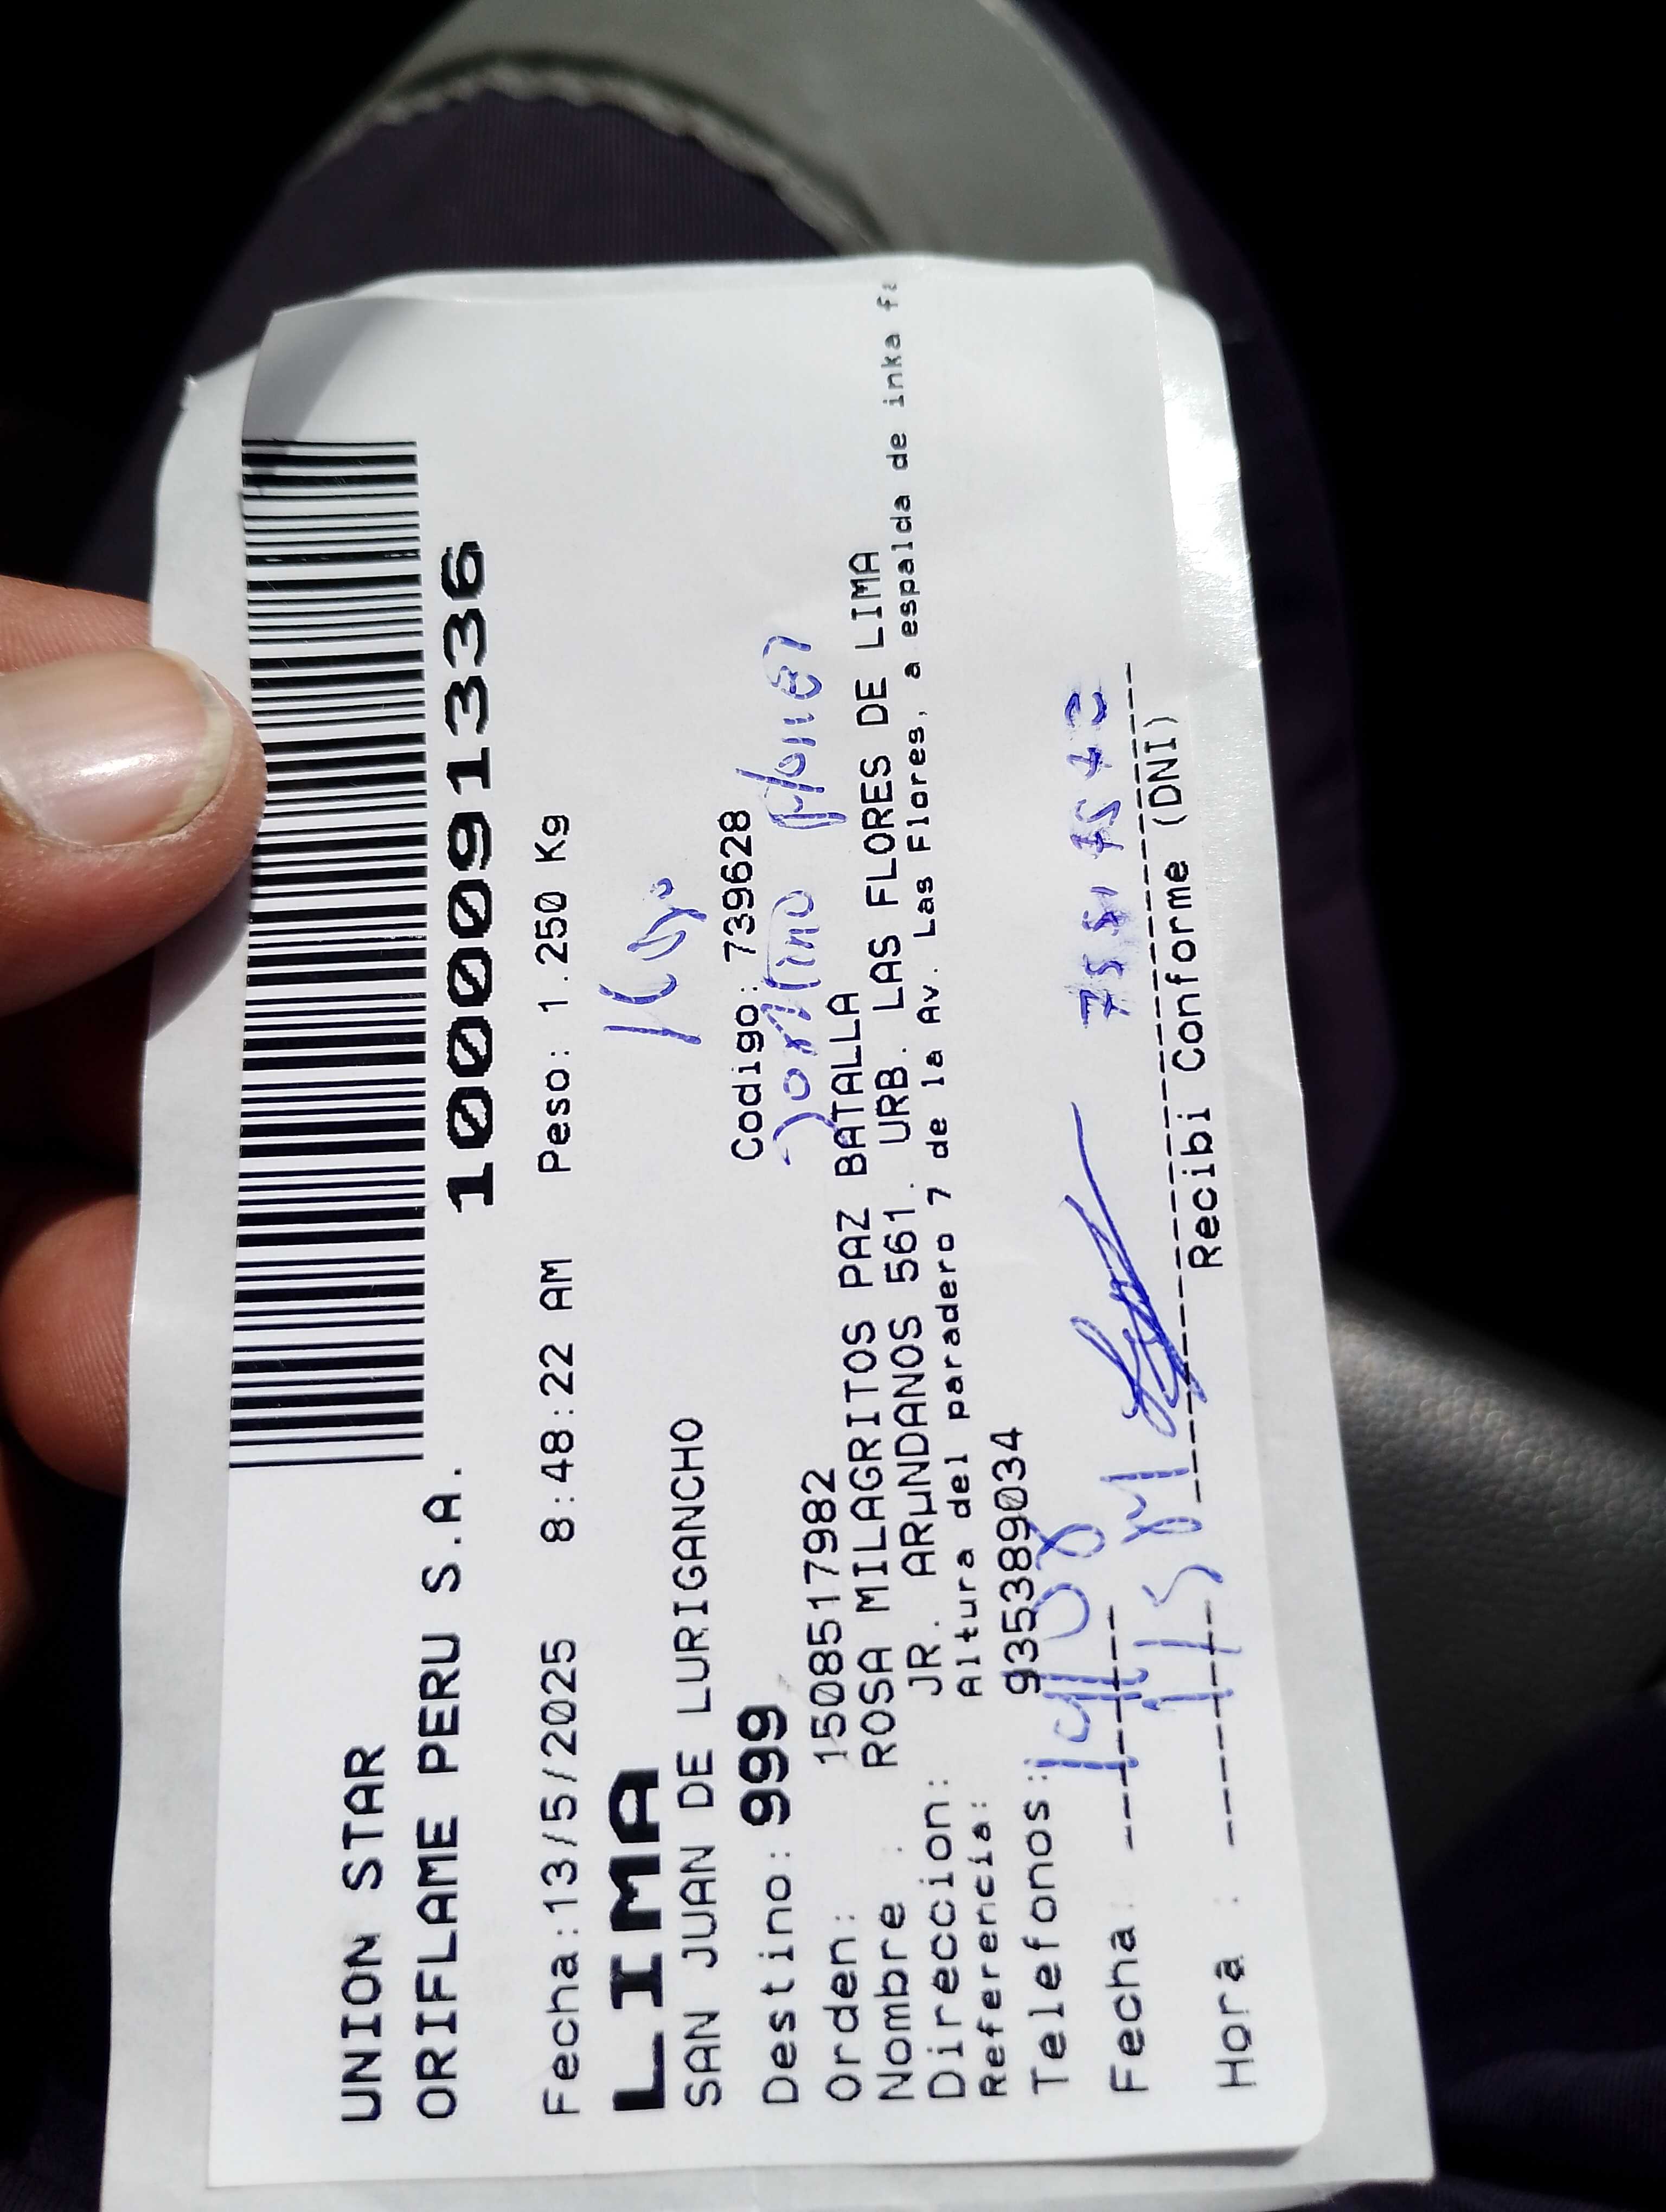 UNION STAR
ORIFLAME PERU S.A.
1000091336
Fecha:13/5/2025 8:48:22 AM Peso: 1.250 Kg
LIMA
SAN JUAN DE LURIGANCHO
Destino: 999 Codigo: 739628
Orden: 1508517982
Nombre : ROSA MILAGRITOS PAZ BATALLA
Direccion: JR. ARµNDANOS 561. URB. LAS FLORES DE LIMA
Referencia: Altura del paradero 7 de la Av. Las Flores, a espalda de inka fa
Telefonos: 935389034
Fecha :
Hora :
Recibi Conforme (DNI)